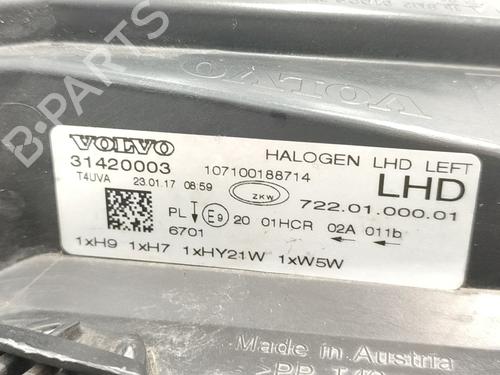 VOLVO
VOLVO
31420003
107100188714
HALOGEN LHD LEFT
T4UVA
23.01.17 08:59
ZKW
LHD
722.01.000.01
PL
E9
20 01HCR 02A 011b
6701
1xH9 1xH7 1xHY21W 1xW5W
Made in Austria
B-PARTS